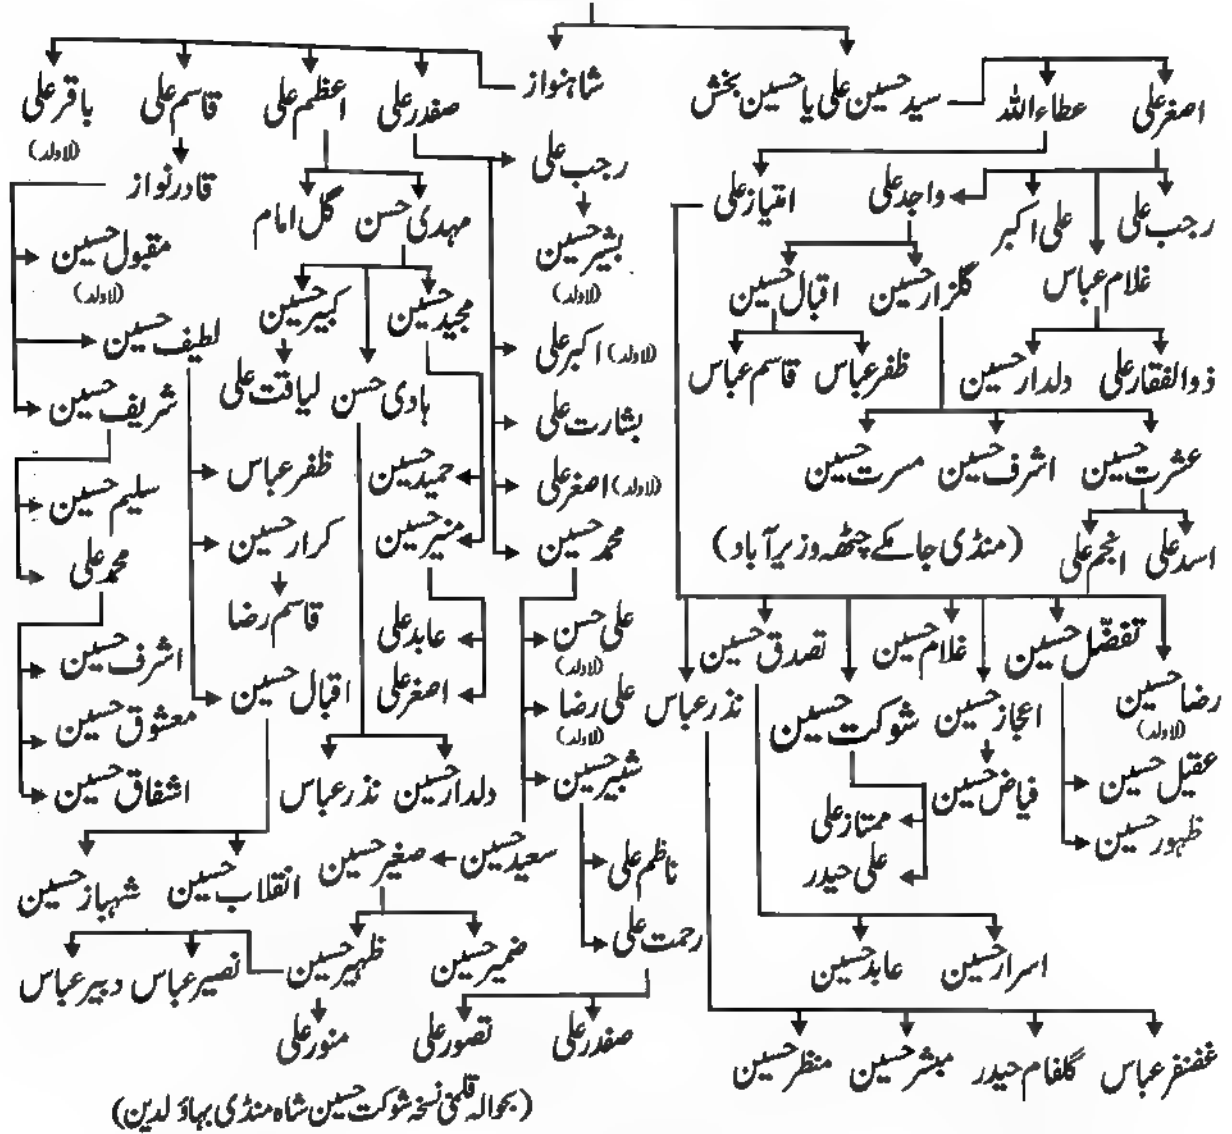 اصغر علی عطاء اللہ سید حسین علی یا حسین بخش شاہنواز صفدر علی اعظم علی قاسم علی باقر علی (لاولد)
رجب علی علی اکبر غلام عباس واجد علی امتیاز علی رجب علی مہدی حسن گل امام قادر نواز
گلزار حسین اقبال حسین بشیر حسین (لاولد) مجید حسین کبیر حسین مقبول حسین (لاولد)
ذوالفقار علی دلدار حسین ظفر عباس قاسم عباس اکبر علی (لاولد) ہادی حسن لیاقت علی لطیف حسین
شریف حسین
عشرت حسین اشرف حسین مسرت حسین بشارت علی اصغر علی (لاولد) حمید حسین ظفر عباس سلیم حسین
اسد علی انجم علی (منڈی جامکے چٹھہ وزیر آباد) محمد حسین منیر حسین کرار حسین محمد علی
قاسم رضا
تفضّل حسین غلام حسین تصدق حسین علی حسن (لاولد) عابد علی اشرف حسین
رضا حسین (لاولد) اعجاز حسین شوکت حسین نذر عباس علی رضا (لاولد) اصغر علی اقبال حسین معشوق حسین
عقیل حسین فیاض حسین ممتاز علی شبیر حسین دلدار حسین نذر عباس اشفاق حسین
ظہور حسین علی حیدر ناظم علی سعید حسین صغیر حسین انقلاب حسین شہباز حسین
اسرار حسین عابد حسین رحمت علی ضمیر حسین ظہیر حسین نصیر عباس دبیر عباس
غضنفر عباس گلفام حیدر مبشر حسین منظر حسین صفدر علی تصور علی منور علی
(بحوالہ قلمی نسخہ شوکت حسین شاہ منڈی بہاؤلدین)